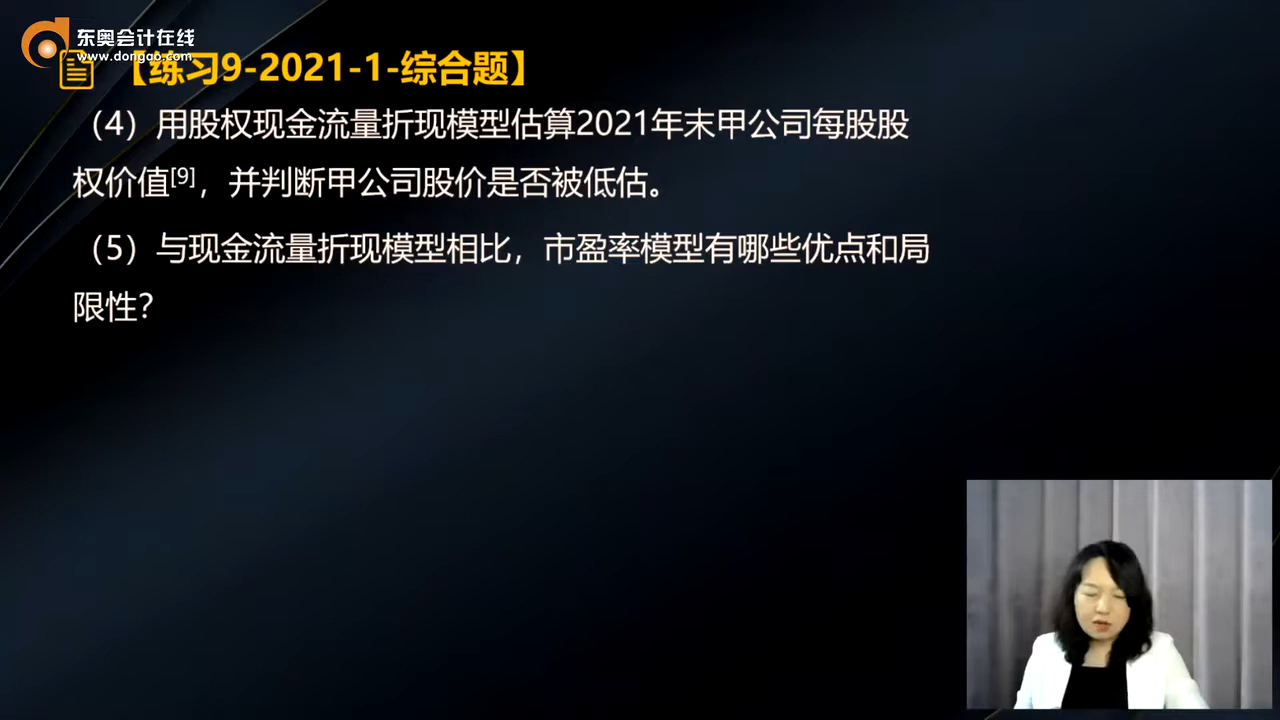 东奥会计在线
www.dongao.com
【练习9-2021-1-综合题】
（4）用股权现金流量折现模型估算2021年末甲公司每股股
权价值[9]，并判断甲公司股价是否被低估。
（5）与现金流量折现模型相比，市盈率模型有哪些优点和局
限性？